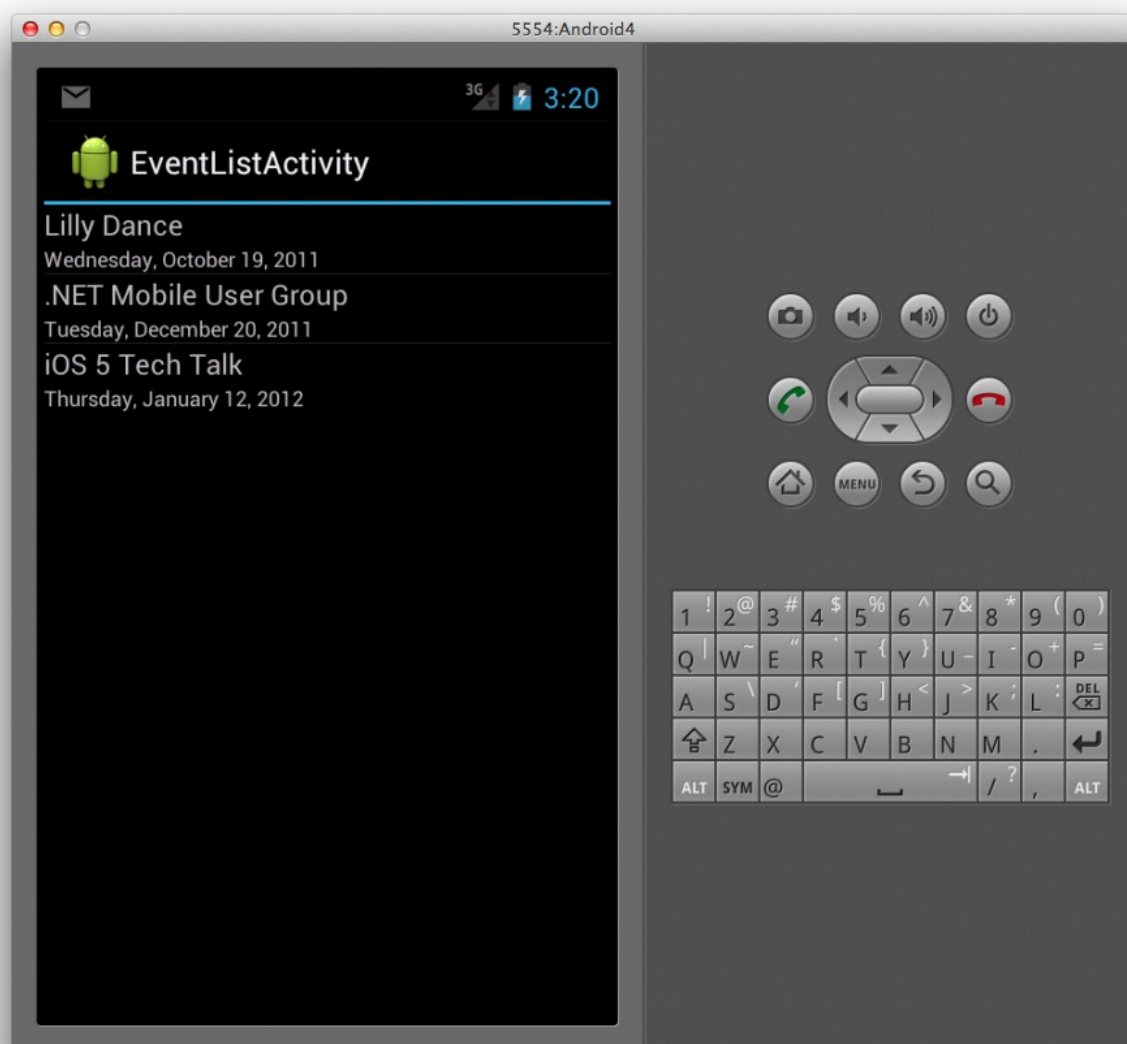 5554:Android4
3G 3:20
EventListActivity
Lilly Dance
Wednesday, October 19, 2011
.NET Mobile User Group
Tuesday, December 20, 2011
iOS 5 Tech Talk
Thursday, January 12, 2012
MENU
1 ! 2 @ 3 # 4 $ 5 % 6 ^ 7 & 8 * 9 ( 0 )
Q | W ~ E " R ` T { Y } U _ I - O + P =
A S \ D ' F [ G ] H < J > K ; L : DEL
Z X C V B N M .
ALT SYM @ / ? , ALT